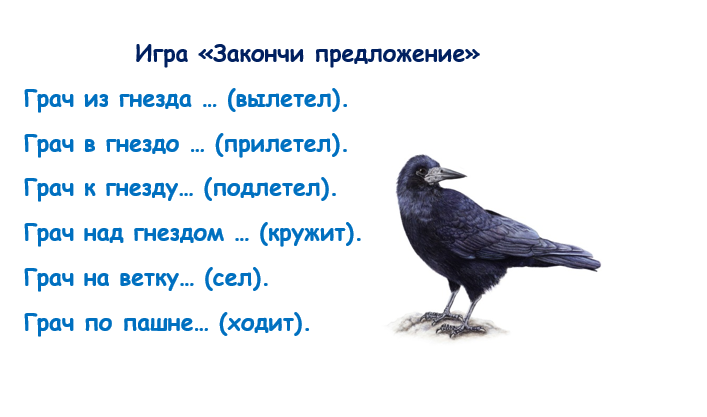 Игра «Закончи предложение»
Грач из гнезда … (вылетел).
Грач в гнездо … (прилетел).
Грач к гнезду… (подлетел).
Грач над гнездом … (кружит).
Грач на ветку… (сел).
Грач по пашне… (ходит).